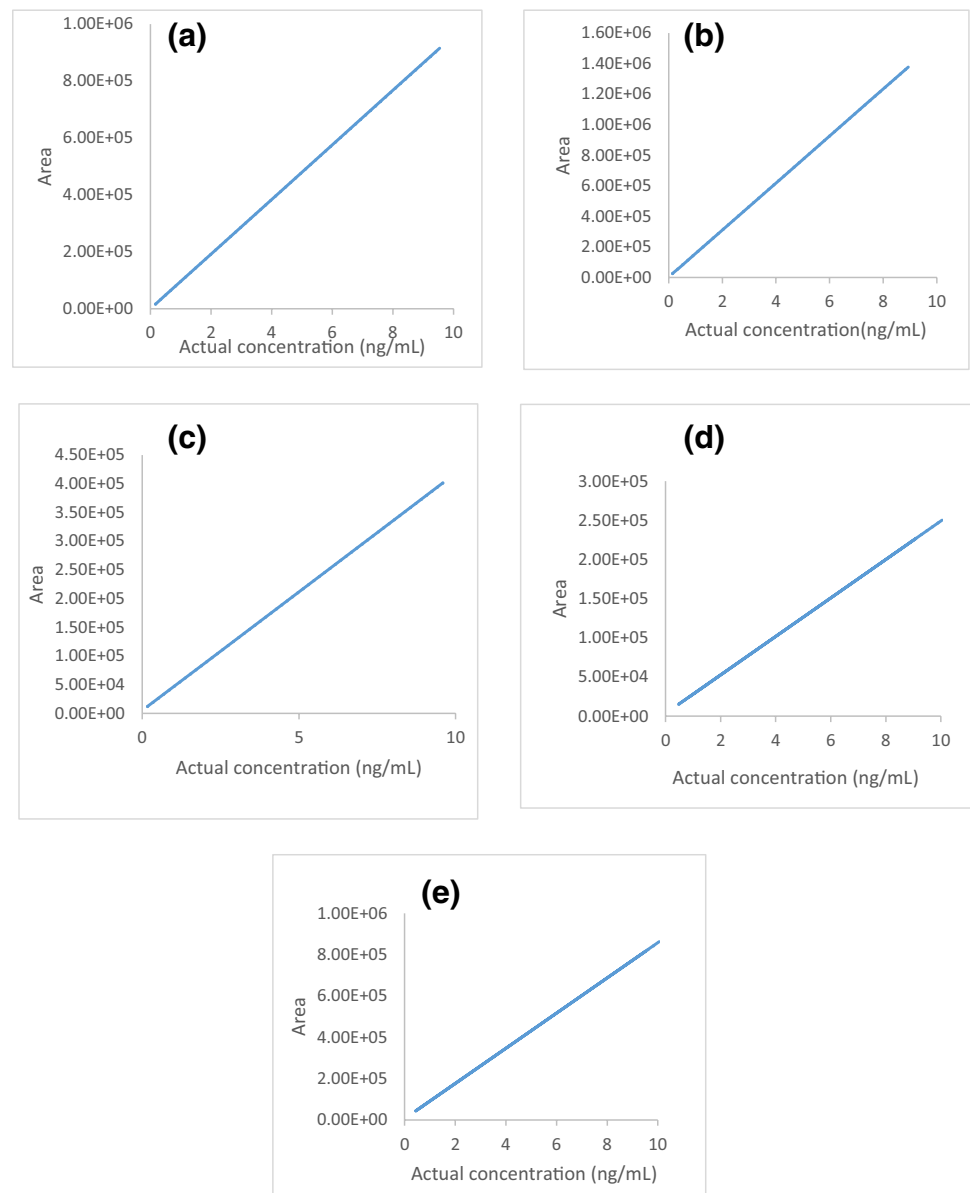 (a)
1.00E+06
8.00E+05
6.00E+05
4.00E+05
2.00E+05
0.00E+00
Area
0 2 4 6 8 10
Actual concentration (ng/mL)
(b)
1.60E+06
1.40E+06
1.20E+06
1.00E+06
8.00E+05
6.00E+05
4.00E+05
2.00E+05
0.00E+00
Area
0 2 4 6 8 10
Actual concentration(ng/mL)
(c)
4.50E+05
4.00E+05
3.50E+05
3.00E+05
2.50E+05
2.00E+05
1.50E+05
1.00E+05
5.00E+04
0.00E+00
Area
0 5 10
Actual concentration (ng/mL)
(d)
3.00E+05
2.50E+05
2.00E+05
1.50E+05
1.00E+05
5.00E+04
0.00E+00
Area
0 2 4 6 8 10
Actual concentration (ng/mL)
(e)
1.00E+06
8.00E+05
6.00E+05
4.00E+05
2.00E+05
0.00E+00
Area
0 2 4 6 8 10
Actual concentration (ng/mL)